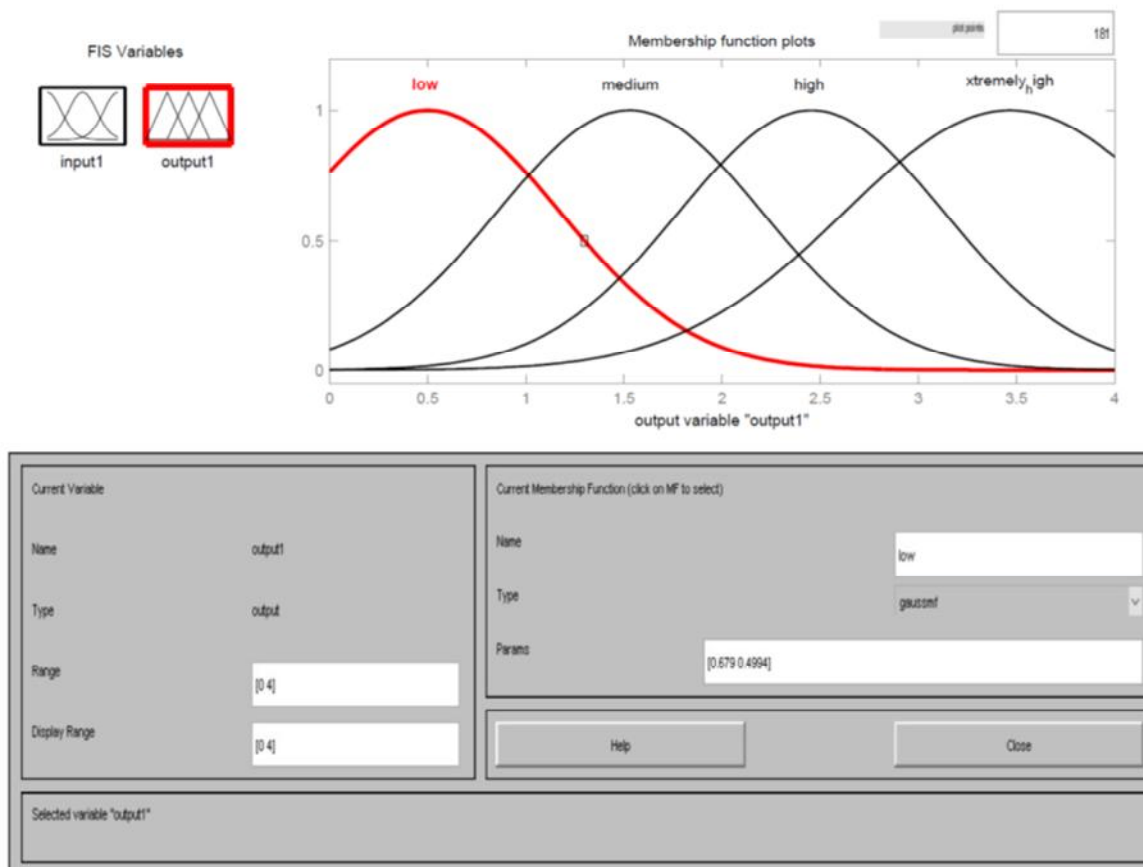 plot points
181
FIS Variables
Membership function plots
low
medium
high
xtremely_high
1
0.5
0
input1
output1
0
0.5
1
1.5
2
2.5
3
3.5
4
output variable "output1"
Current Variable
Name
output1
Type
output
Range
[0 4]
Display Range
[0 4]
Current Membership Function (click on MF to select)
Name
low
Type
gaussmf
Params
[0.679 0.4994]
Help
Close
Selected variable "output1"